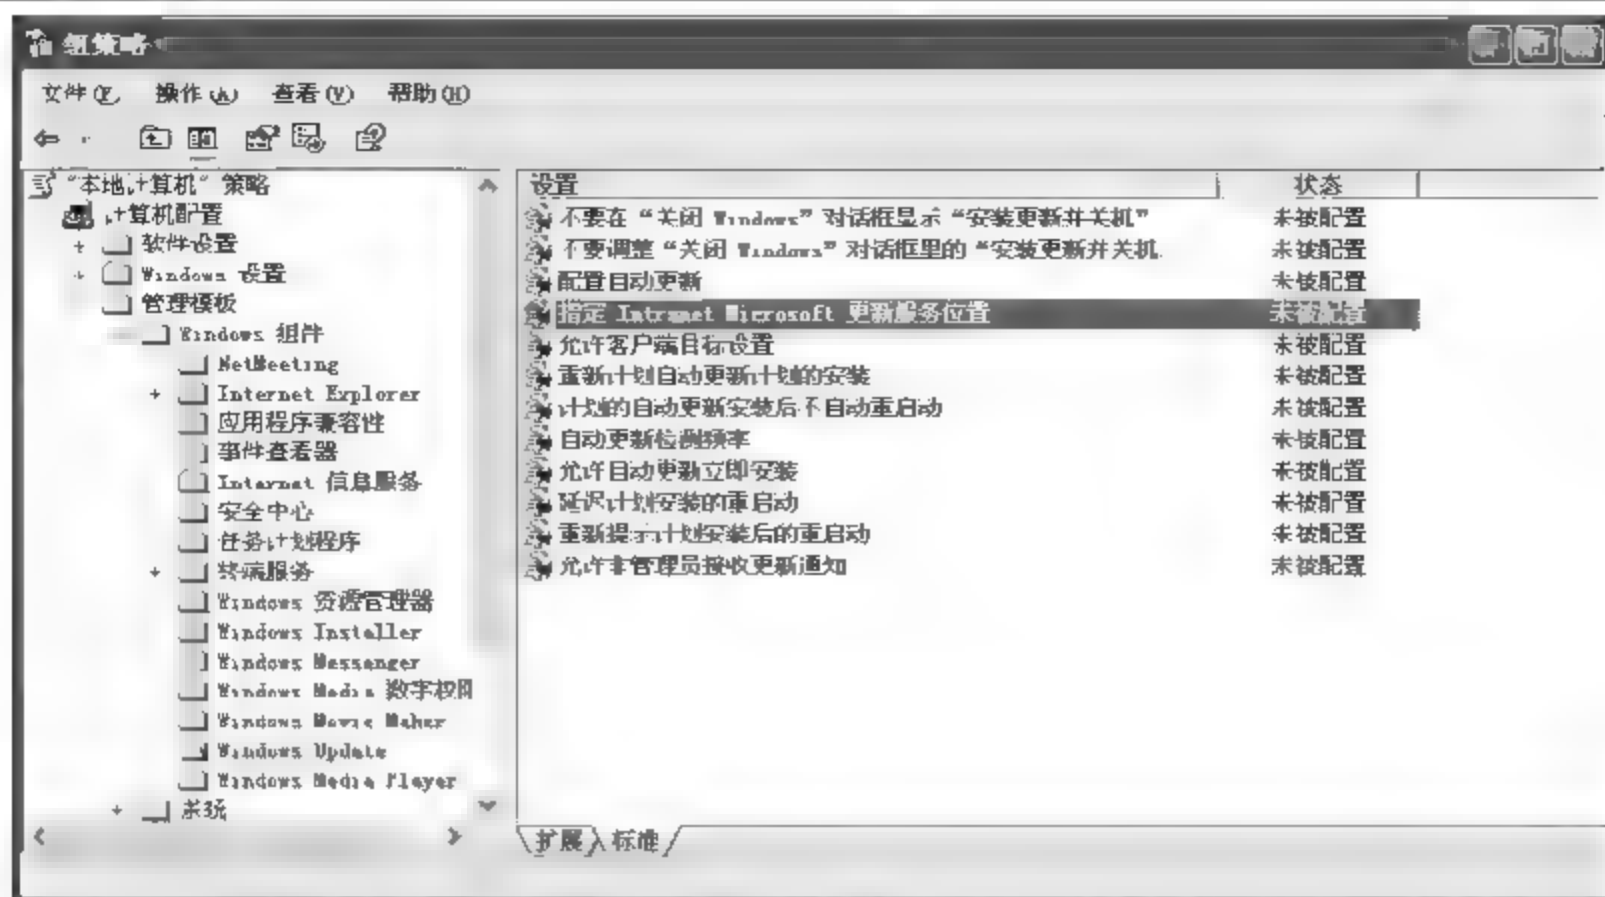 组策略
文件(F) 操作(A) 查看(V) 帮助(H)
“本地计算机”策略
计算机配置
软件设置
Windows 设置
管理模板
Windows 组件
NetMeeting
Internet Explorer
应用程序兼容性
事件查看器
Internet 信息服务
安全中心
任务计划程序
终端服务
Windows 资源管理器
Windows Installer
Windows Messenger
Windows Media 数字权限
Windows Movie Maker
Windows Update
Windows Media Player
系统
设置 状态
不要在“关闭 Windows”对话框显示“安装更新并关机” 未被配置
不要调整“关闭 Windows”对话框里的“安装更新并关机. 未被配置
配置自动更新 未被配置
指定 Intranet Microsoft 更新服务位置 未被配置
允许客户端目标设置 未被配置
重新计划自动更新计划的安装 未被配置
计划的自动更新安装后不自动重启动 未被配置
自动更新检测频率 未被配置
允许自动更新立即安装 未被配置
延迟计划安装的重启动 未被配置
重新提示计划安装后的重启动 未被配置
允许非管理员接收更新通知 未被配置
扩展 标准